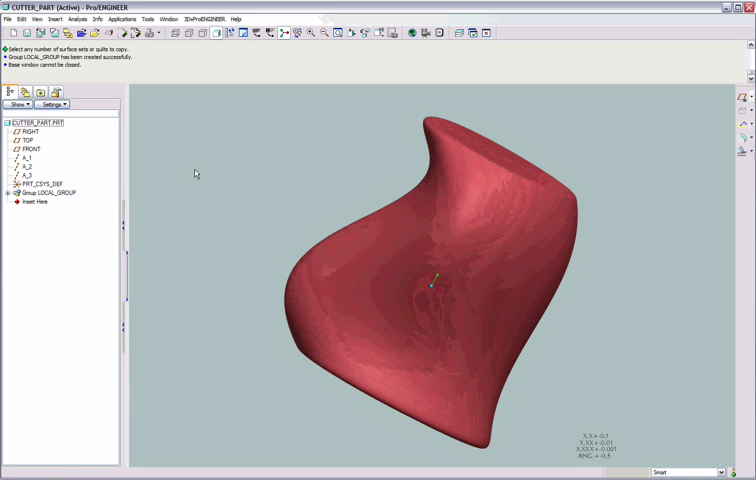 CUTTER_PART (Active) - Pro/ENGINEER
File Edit View Insert Analysis Info Applications Tools Window 3DxProENGINEER Help
Select any number of surface sets or quilts to copy.
Group LOCAL_GROUP has been created successfully.
Base window cannot be closed.
Show Settings
CUTTER_PART.PRT
RIGHT
TOP
FRONT
A_1
A_2
A_3
PRT_CSYS_DEF
Group LOCAL_GROUP
Insert Here
X.X+-0.1
X.XX+-0.01
X.XXX+-0.001
ANG.+-0.5
Smart